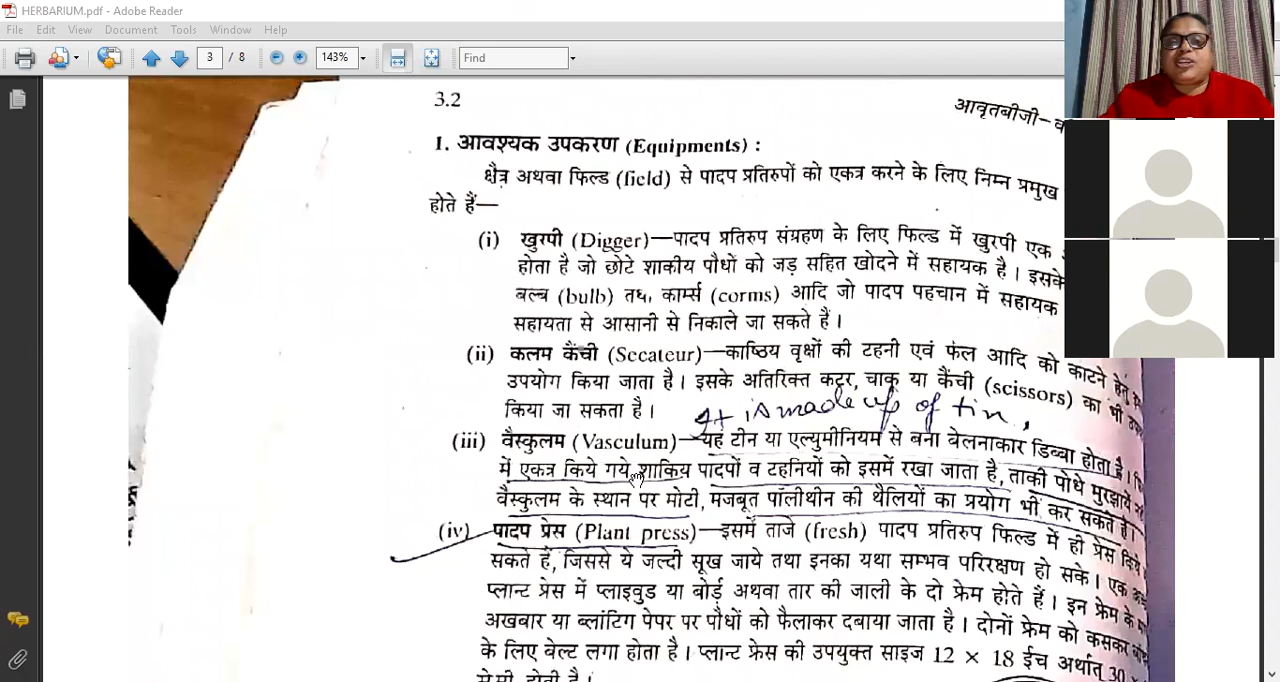 HERBARIUM.pdf - Adobe Reader
File Edit View Document Tools Window Help
3 / 8 143% Find
3.2
आवृतबीजी– व
I. आवश्यक उपकरण (Equipments) :
क्षेत्र अथवा फिल्ड (field) से पादप प्रतिरुपों को एकत्र करने के लिए निम्न प्रमुख
होते हैं—
(i) खुरपी (Digger)—पादप प्रतिरुप संग्रहण के लिए फिल्ड में खुरपी एक
होता है जो छोटे शाकीय पौधों को जड़ सहित खोदने में सहायक है। इसके
बल्ब (bulb) तथ, कार्म्स (corms) आदि जो पादप पहचान में सहायक
सहायता से आसानी से निकाले जा सकते हैं।
(ii) कलम कैंची (Secateur)—काष्ठिय वृक्षों की टहनी एवं फल आदि को काटने हेतु
उपयोग किया जाता है। इसके अतिरिक्त कटर, चाकू या कैंची (scissors) का भी
किया जा सकता है।
It is made up of tin,
(iii) वैस्कुलम (Vasculum)—यह टीन या एल्युमीनियम से बना बेलनाकार डिब्बा होता है।
में एकत्र किये गये शाकिय पादपों व टहनियों को इसमें रखा जाता है, ताकी पोधे मुरझायें
वैस्कुलम के स्थान पर मोटी, मजबूत पॉलीथीन की थैलियों का प्रयोग भी कर सकते हैं।
(iv) पादप प्रेस (Plant press)—इसमें ताजे (fresh) पादप प्रतिरुप फिल्ड में ही प्रेस किये
सकते हैं, जिससे ये जल्दी सूख जाये तथा इनका यथा सम्भव परिरक्षण हो सके। एक
प्लान्ट प्रेस में प्लाइवुड या बोर्ड अथवा तार की जाली के दो फ्रेम होते हैं। इन फ्रेम के
अखबार या ब्लांटिग पेपर पर पौधों को फैलाकर दबाया जाता है। दोनों फ्रेम को कसकर
के लिए वेल्ट लगा होता है। प्लान्ट फ्रेस की उपयुक्त साइज 12 × 18 ईच अर्थात् 30